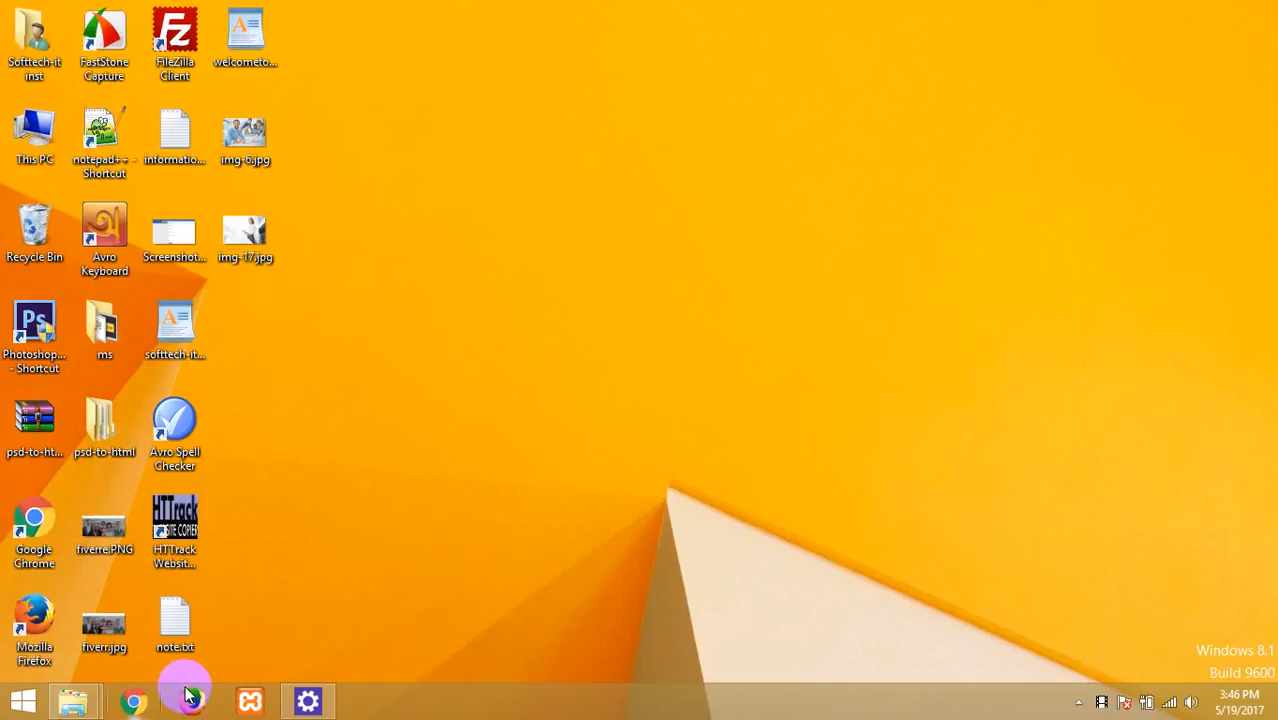 Softtech-it
inst
FastStone
Capture
Fz
FileZilla
Client
A
welcometo...
This PC
notepad++ -
Shortcut
informatio...
img-6.jpg
Recycle Bin
Avro
Keyboard
Screenshot...
img-17.jpg
Ps
Photoshop...
- Shortcut
ms
A
softtech-it...
psd-to-ht...
psd-to-html
Avro Spell
Checker
Google
Chrome
fiverre.PNG
HTTrack
HTTrack
Websit...
Mozilla
Firefox
fiverr.jpg
note.txt
Windows 8.1
Build 9600
3:46 PM
5/19/2017